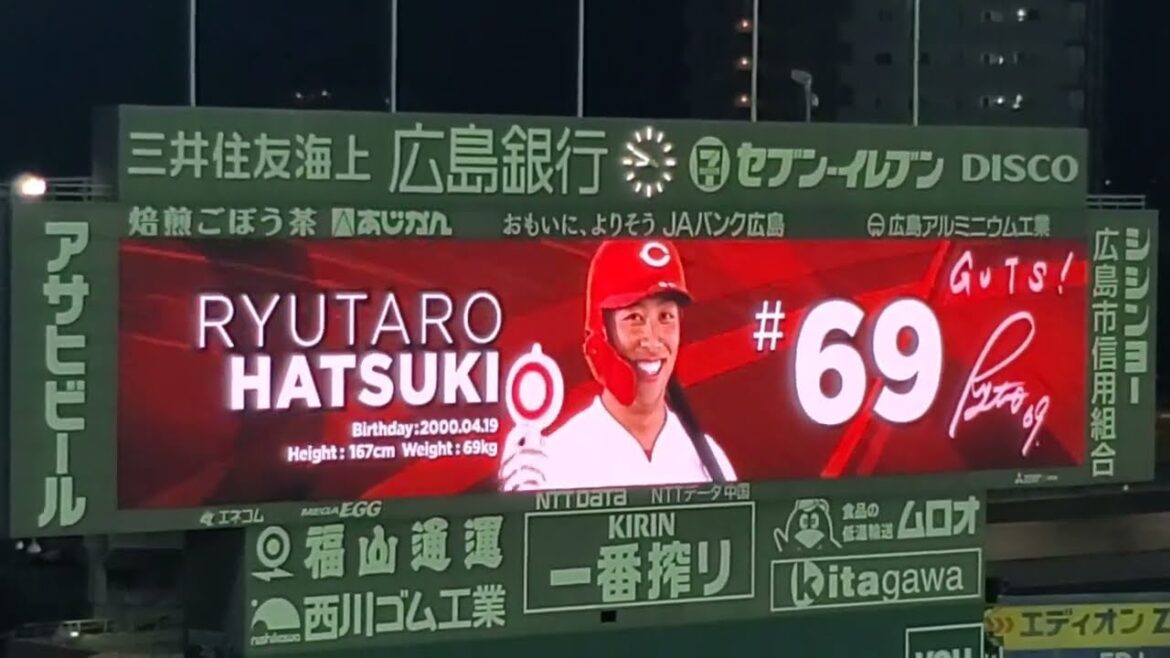 三井住友海上 広島銀行 セブン-イレブン DISCO
焙煎ごぼう茶 あじかん おもいに、よりそう JAバンク広島 広島アルミニウム工業
アサヒビール
シシンヨー
広島市信用組合
RYUTARO
HATSUKI
Birthday:2000.04.19
Height: 167cm Weight: 69kg
C
# 69
GUTS!
エネコム MEGA EGG NTT DATA NTTデータ中国
福山通運
nishikawa 西川ゴム工業
KIRIN
一番搾り
食品の
低温輸送 ムロオ
kitagawa
エディオン